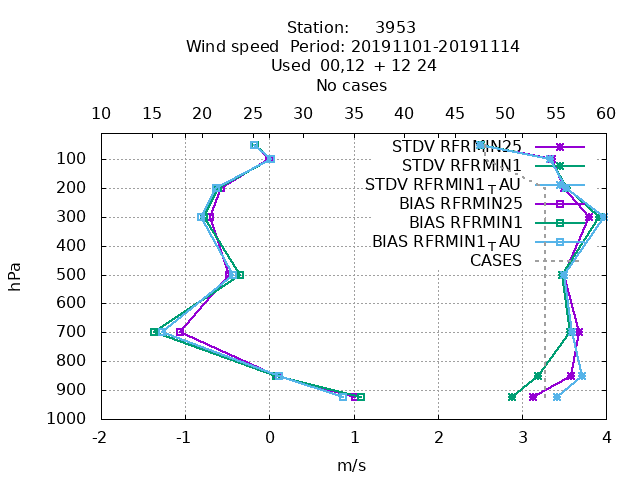 Station: 3953
Wind speed Period: 20191101-20191114
Used 00,12 + 12 24
No cases
10 15 20 25 30 35 40 45 50 55 60
STDV RFRMIN25
STDV RFRMIN1
STDV RFRMIN1TAU
BIAS RFRMIN25
BIAS RFRMIN1
BIAS RFRMIN1TAU
CASES
hPa
100
200
300
400
500
600
700
800
900
1000
-2 -1 0 1 2 3 4
m/s